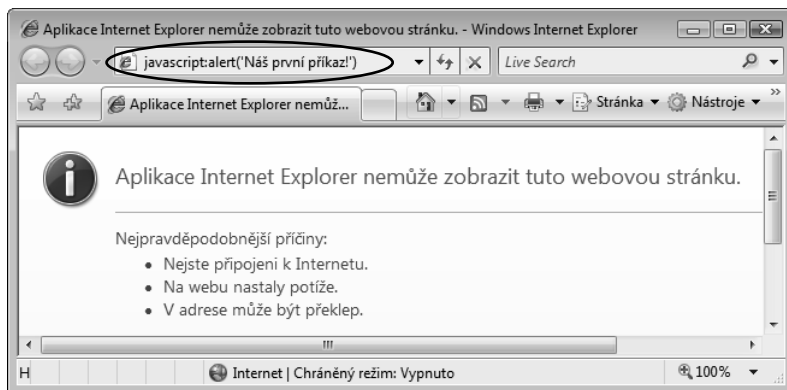 Aplikace Internet Explorer nemůže zobrazit tuto webovou stránku. - Windows Internet Explorer
javascript:alert('Náš první příkaz!')
Live Search
Aplikace Internet Explorer nemůž...
Stránka
Nástroje
Aplikace Internet Explorer nemůže zobrazit tuto webovou stránku.
Nejpravděpodobnější příčiny:
• Nejste připojeni k Internetu.
• Na webu nastaly potíže.
• V adrese může být překlep.
H
Internet | Chráněný režim: Vypnuto
100%